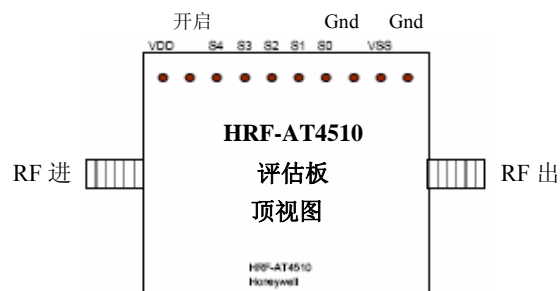 开启 Gnd Gnd
VDD S4 S3 S2 S1 S0 VSS
HRF-AT4510
RF 进 评估板 RF 出
顶视图
HRF-AT4510
Honeywell